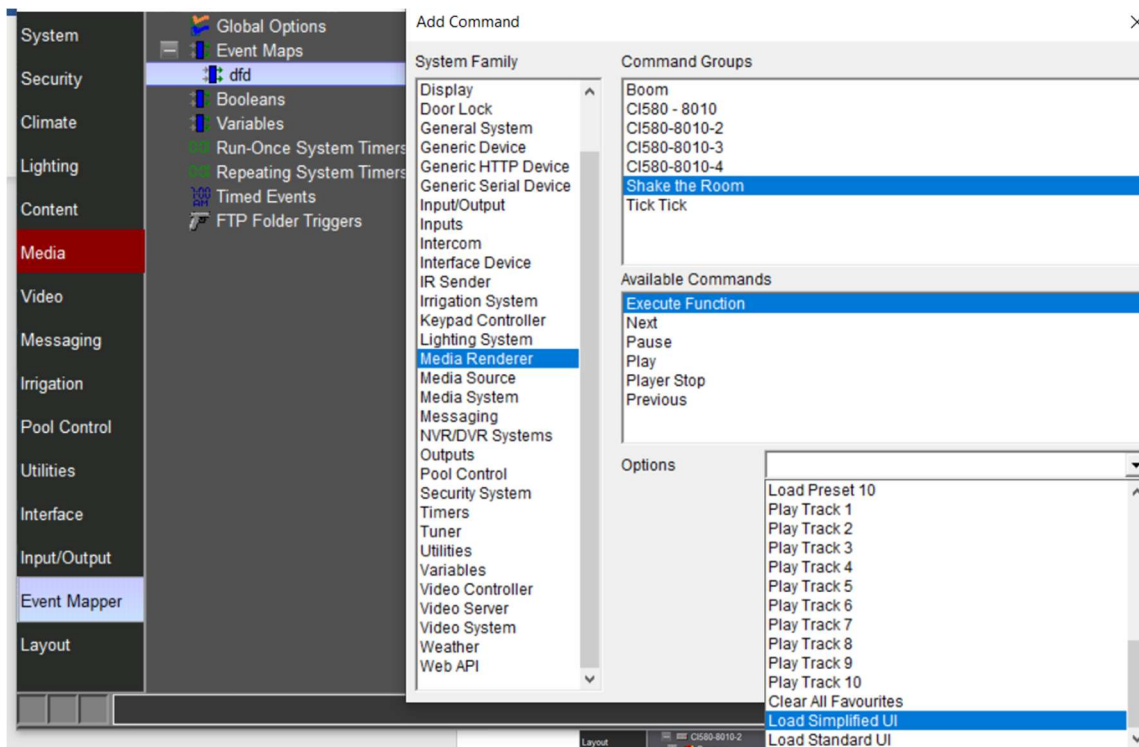 System
Security
Climate
Lighting
Content
Media
Video
Messaging
Irrigation
Pool Control
Utilities
Interface
Input/Output
Event Mapper
Layout
Global Options
Event Maps
dfd
Booleans
Variables
Run-Once System Timers
Repeating System Timers
Timed Events
FTP Folder Triggers
Add Command
System Family
Display
Door Lock
General System
Generic Device
Generic HTTP Device
Generic Serial Device
Input/Output
Inputs
Intercom
Interface Device
IR Sender
Irrigation System
Keypad Controller
Lighting System
Media Renderer
Media Source
Media System
Messaging
NVR/DVR Systems
Outputs
Pool Control
Security System
Timers
Tuner
Utilities
Variables
Video Controller
Video Server
Video System
Weather
Web API
Command Groups
Boom
CI580 - 8010
CI580-8010-2
CI580-8010-3
CI580-8010-4
Shake the Room
Tick Tick
Available Commands
Execute Function
Next
Pause
Play
Player Stop
Previous
Options
Load Preset 10
Play Track 1
Play Track 2
Play Track 3
Play Track 4
Play Track 5
Play Track 6
Play Track 7
Play Track 8
Play Track 9
Play Track 10
Clear All Favourites
Load Simplified UI
Load Standard UI
Layout
CI580-8010-2